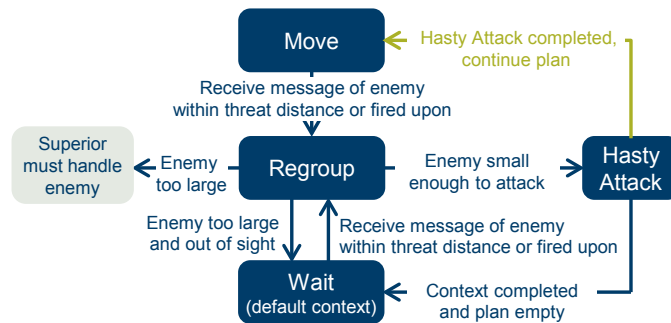 Move
Hasty Attack completed,
continue plan
Receive message of enemy
within threat distance or fired upon
Superior
must handle
enemy
Enemy
too large
Regroup
Enemy small
enough to attack
Hasty
Attack
Enemy too large
and out of sight
Receive message of enemy
within threat distance or fired upon
Wait
(default context)
Context completed
and plan empty